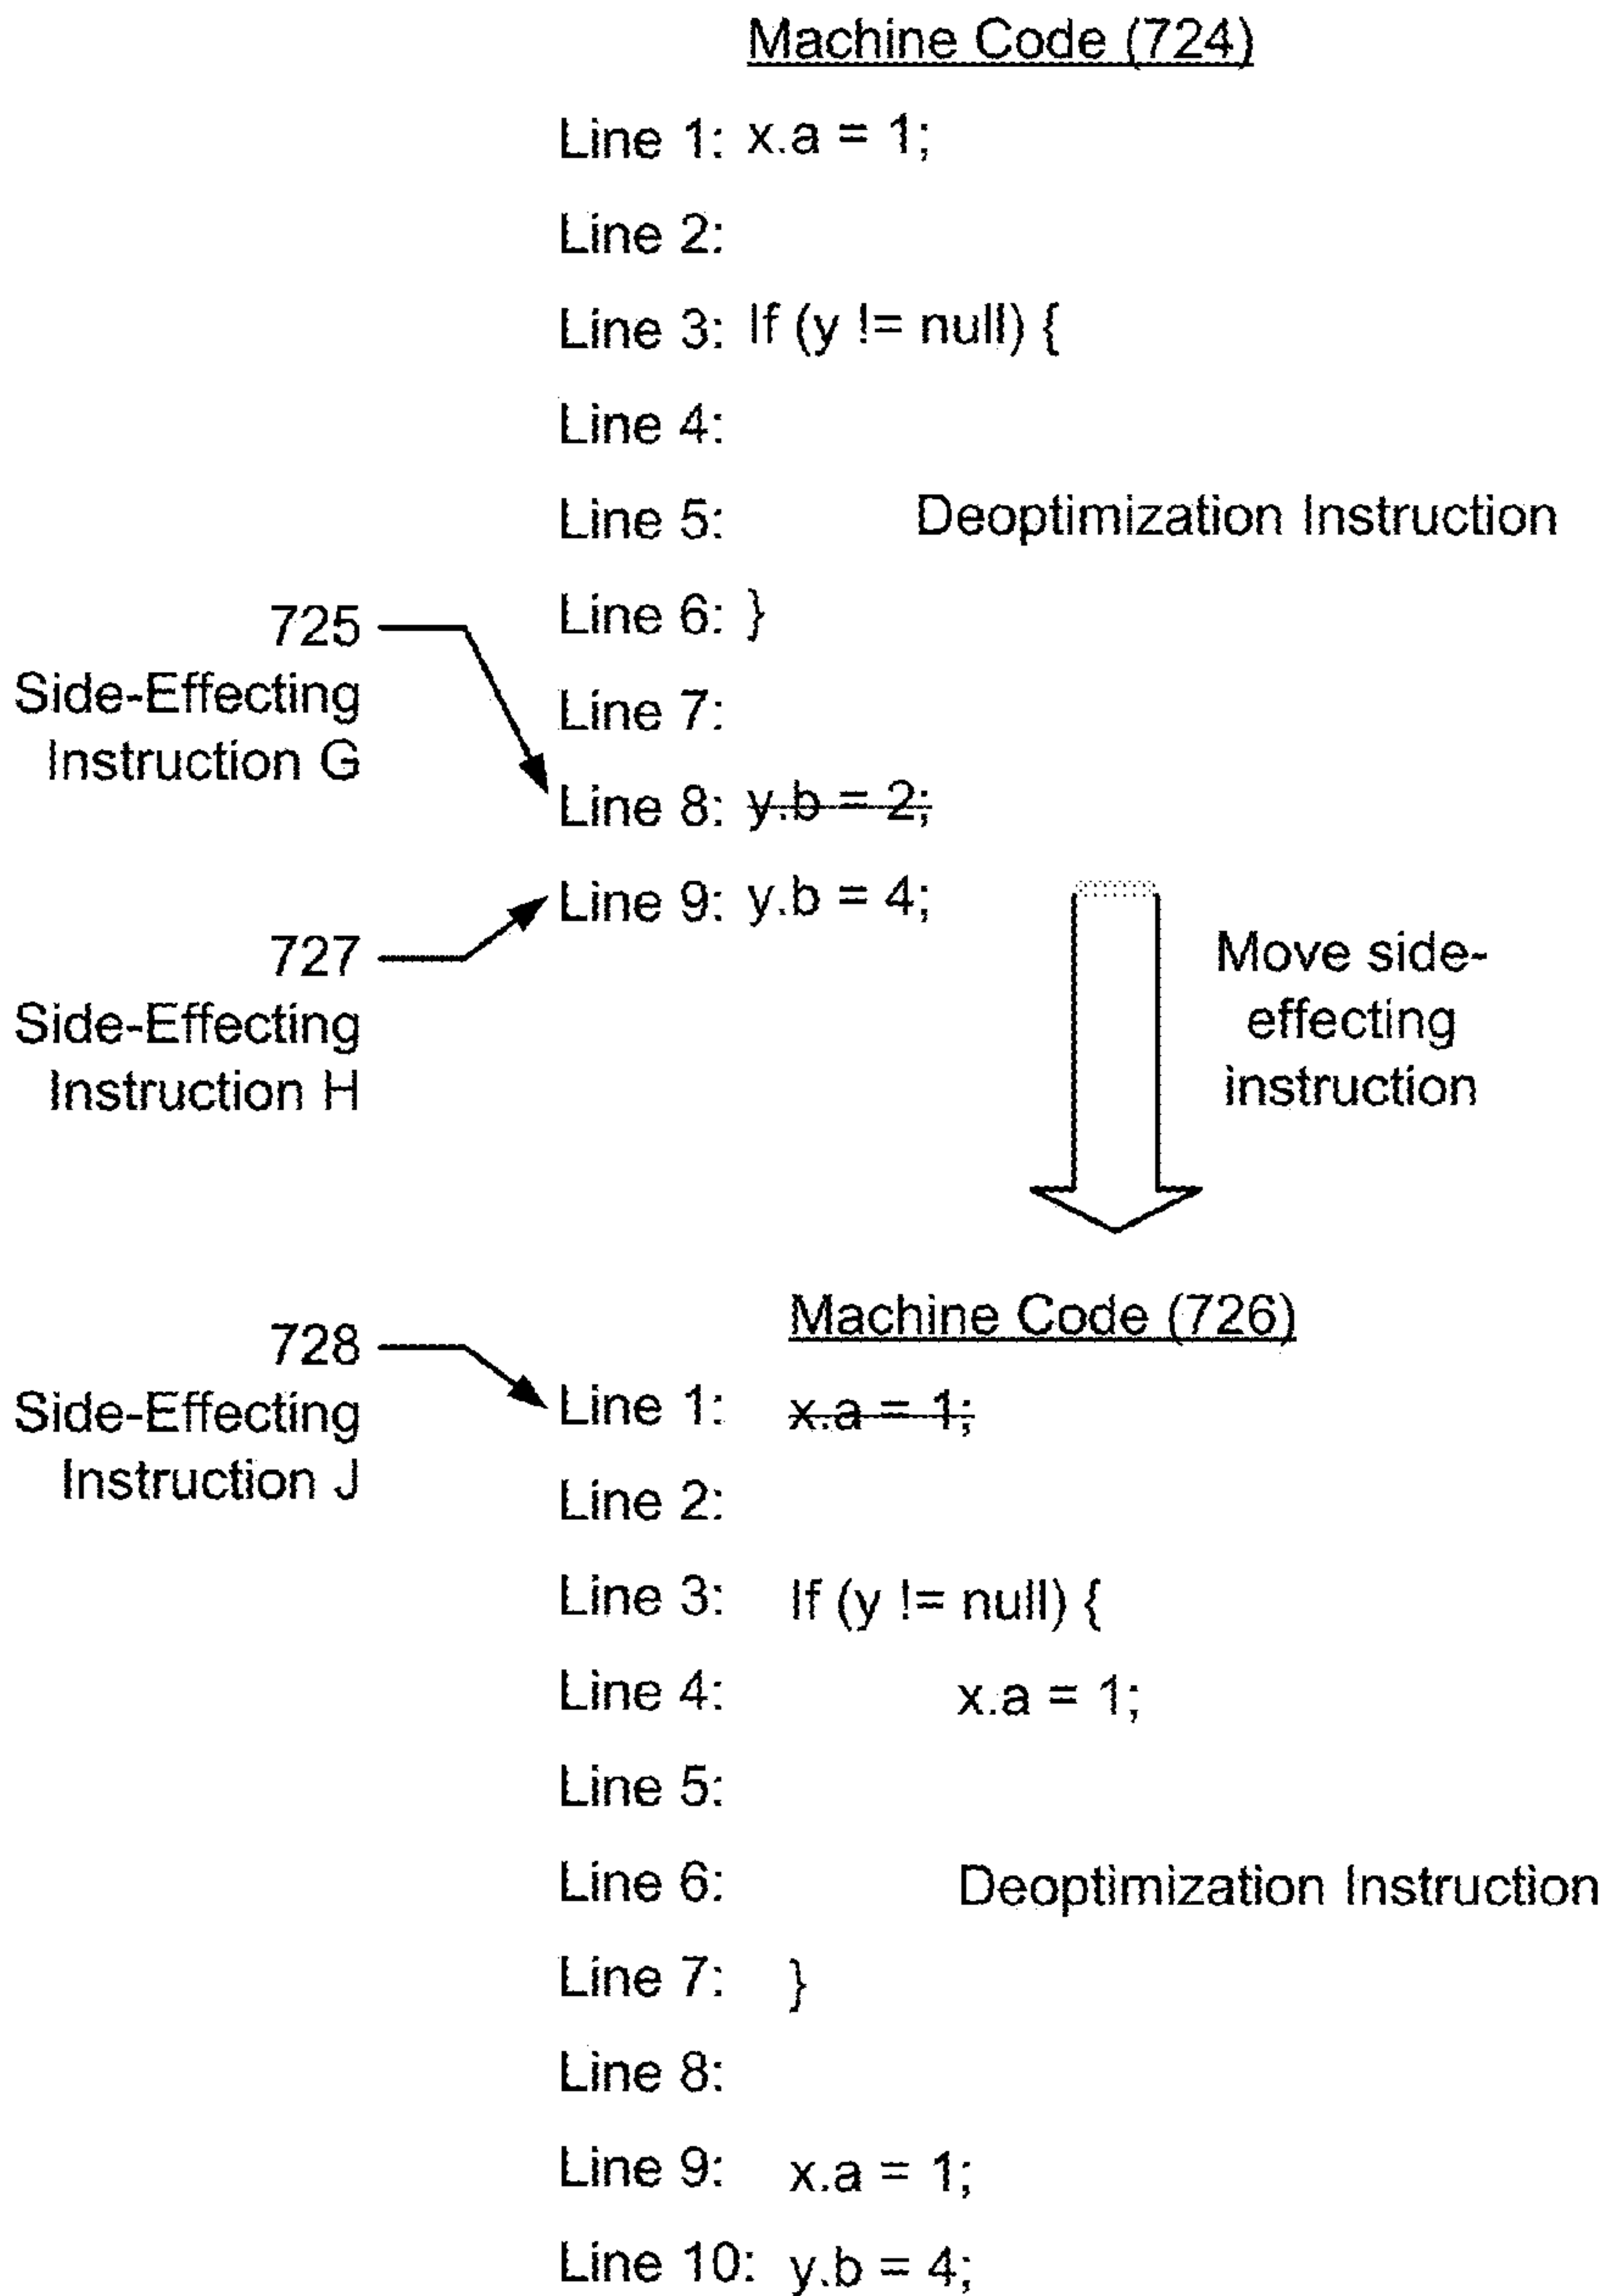 Machine Code (724)
Line 1: x.a = 1;
Line 2:
Line 3: If (y != null) {
Line 4:
Line 5: Deoptimization Instruction
Line 6: }
725
Side-Effecting
Instruction G
Line 7:
Line 8: y.b = 2;
Line 9: y.b = 4;
727
Side-Effecting
Instruction H
Move side-
effecting
instruction
Machine Code (726)
728
Side-Effecting
Instruction J
Line 1: x.a = 1;
Line 2:
Line 3: If (y != null) {
Line 4: x.a = 1;
Line 5:
Line 6: Deoptimization Instruction
Line 7: }
Line 8:
Line 9: x.a = 1;
Line 10: y.b = 4;